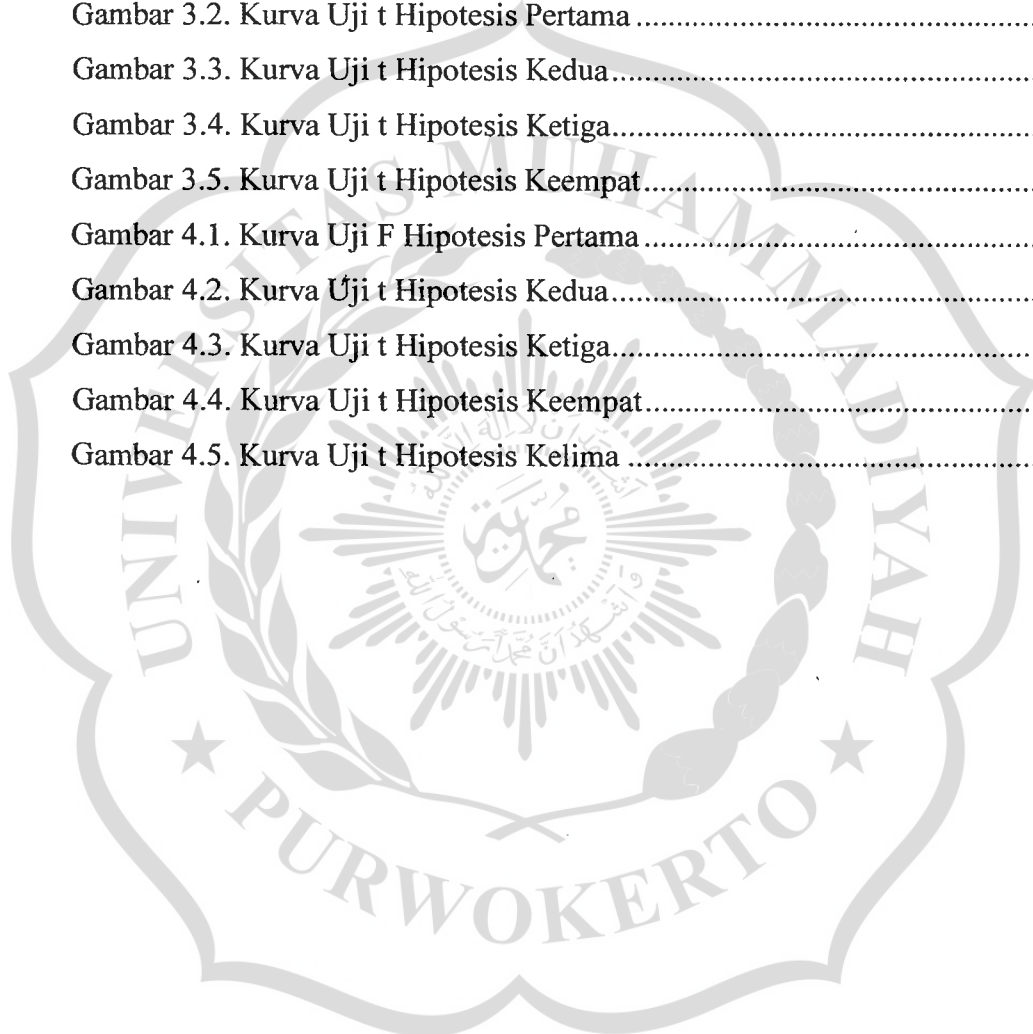 Gambar 3.2. Kurva Uji t Hipotesis Pertama ................................................
Gambar 3.3. Kurva Uji t Hipotesis Kedua ................................................
Gambar 3.4. Kurva Uji t Hipotesis Ketiga ................................................
Gambar 3.5. Kurva Uji t Hipotesis Keempat ................................................
Gambar 4.1. Kurva Uji F Hipotesis Pertama ................................................
Gambar 4.2. Kurva Uji t Hipotesis Kedua ................................................
Gambar 4.3. Kurva Uji t Hipotesis Ketiga ................................................
Gambar 4.4. Kurva Uji t Hipotesis Keempat ................................................
Gambar 4.5. Kurva Uji t Hipotesis Kelima ................................................
UNIVERSITAS MUHAMMADIYAH
PURWOKERTO